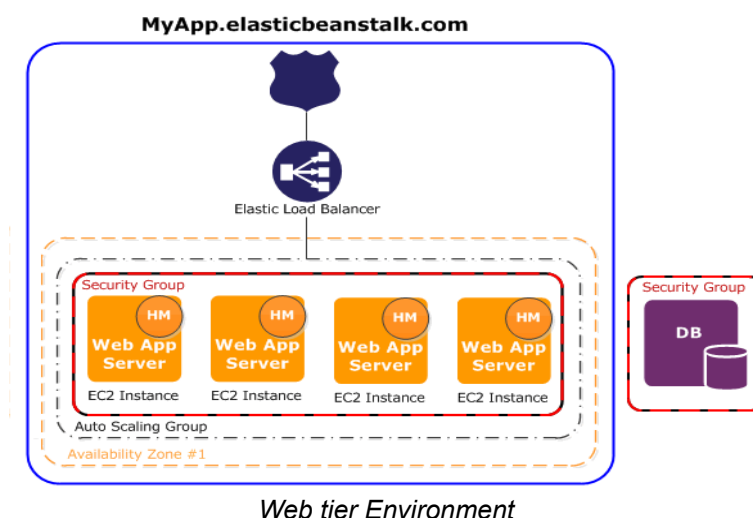 MyApp.elasticbeanstalk.com
Elastic Load Balancer
Security Group
HM
Web App
Server
EC2 Instance
HM
Web App
Server
EC2 Instance
HM
Web App
Server
EC2 Instance
HM
Web App
Server
EC2 Instance
Auto Scaling Group
Availability Zone #1
Security Group
DB
Web tier Environment